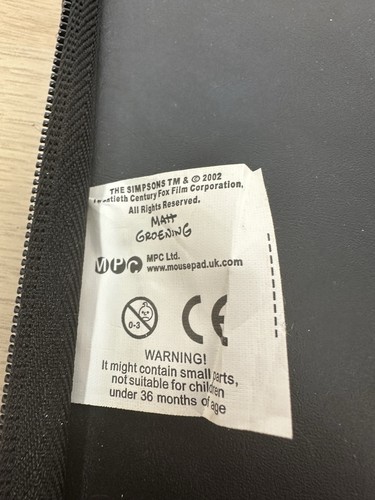 THE SIMPSONS TM & © 2002
Twentieth Century Fox Film Corporation,
All Rights Reserved.
MATT
GROENING
MPC MPC Ltd.
www.mousepad.uk.com
0-3 CE
WARNING!
It might contain small parts,
not suitable for children
under 36 months of age